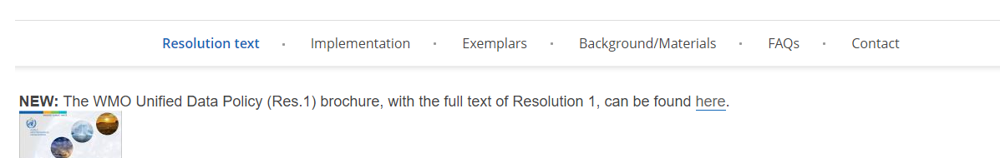 Resolution text · Implementation · Exemplars · Background/Materials · FAQs · Contact
NEW: The WMO Unified Data Policy (Res.1) brochure, with the full text of Resolution 1, can be found here.